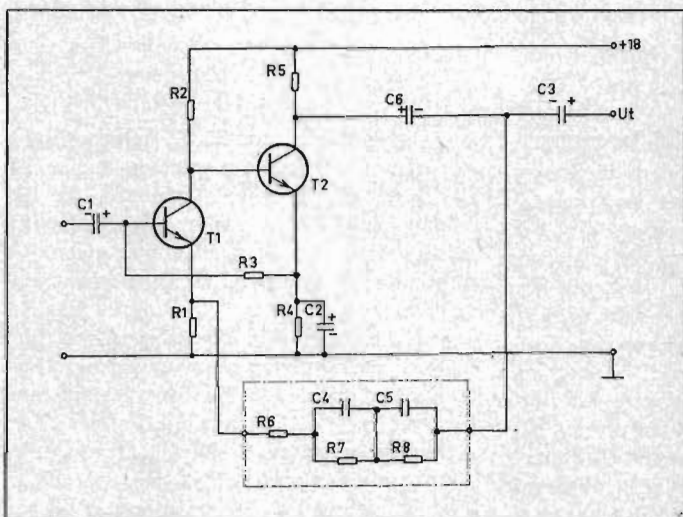 +18
R5
R2
C6
C3
+ -
- +
Ut
T2
C1
- +
T1
R3
R1
R4
C2
+
-
C4
C5
R6
R7
R8